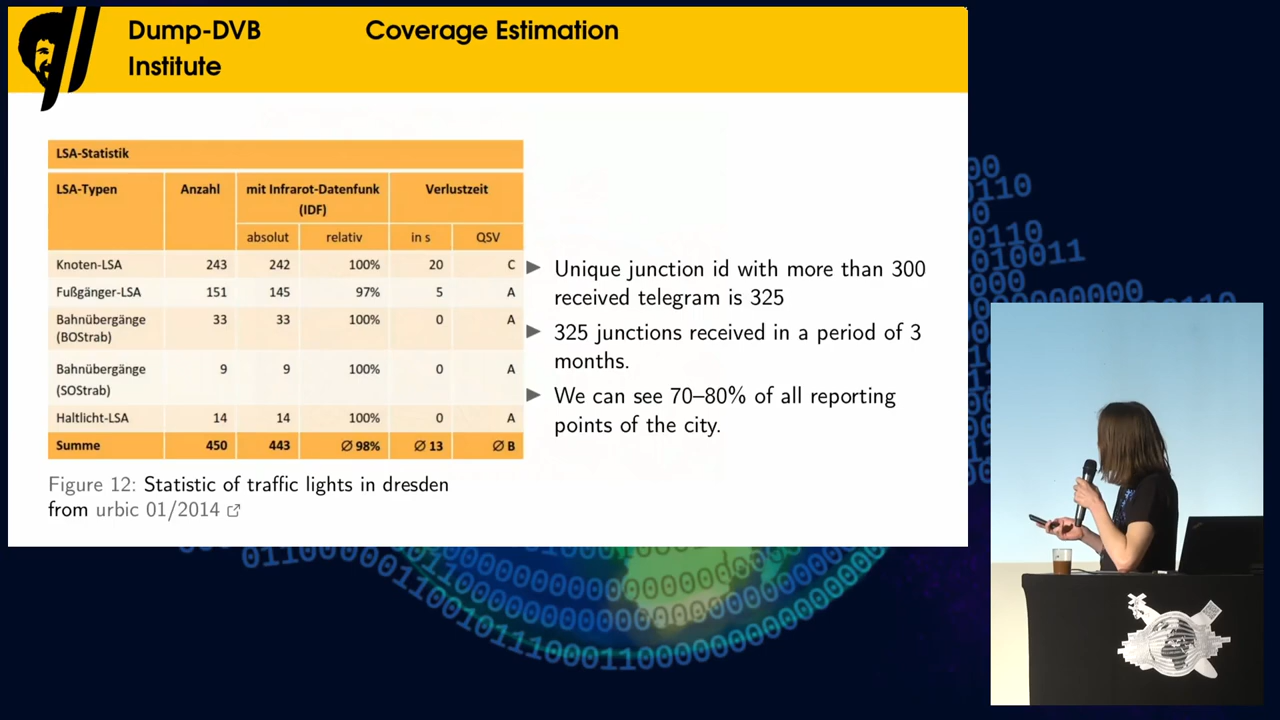 Dump-DVB
Institute
Coverage Estimation
LSA-Statistik
LSA-Typen Anzahl mit Infrarot-Datenfunk Verlustzeit
(IDF)
absolut relativ in s QSV
Knoten-LSA 243 242 100% 20 C
Fußgänger-LSA 151 145 97% 5 A
Bahnübergänge 33 33 100% 0 A
(BOStrab)
Bahnübergänge 9 9 100% 0 A
(SOStrab)
Haltlicht-LSA 14 14 100% 0 A
Summe 450 443 ∅ 98% ∅ 13 ∅ B
Figure 12: Statistic of traffic lights in dresden
from urbic 01/2014
Unique junction id with more than 300
received telegram is 325
325 junctions received in a period of 3
months.
We can see 70–80% of all reporting
points of the city.